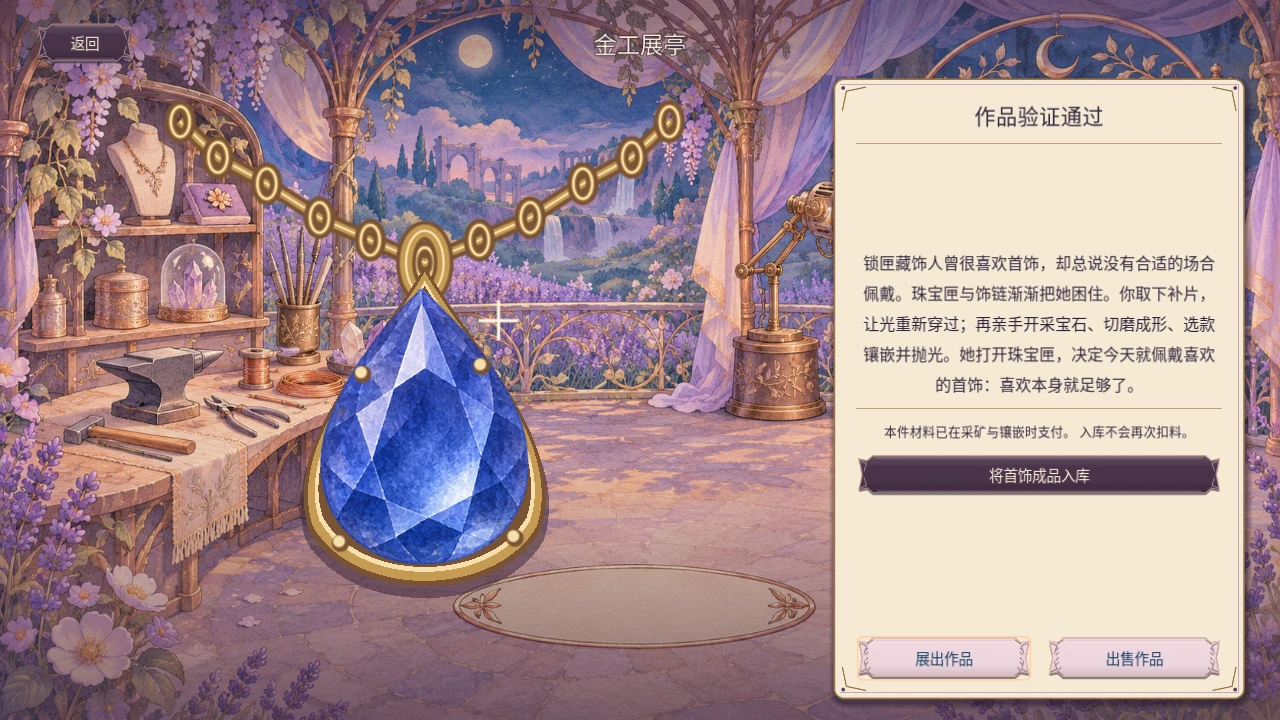 返回
金工展亭
作品验证通过
锁匣藏饰人曾很喜欢首饰，却总说没有合适的场合
佩戴。珠宝匣与饰链渐渐把她困住。你取下补片，
让光重新穿过；再亲手开采宝石、切磨成形、选款
镶嵌并抛光。她打开珠宝匣，决定今天就佩戴喜欢
的首饰：喜欢本身就足够了。
本件材料已在采矿与镶嵌时支付。 入库不会再次扣料。
将首饰成品入库
展出作品
出售作品